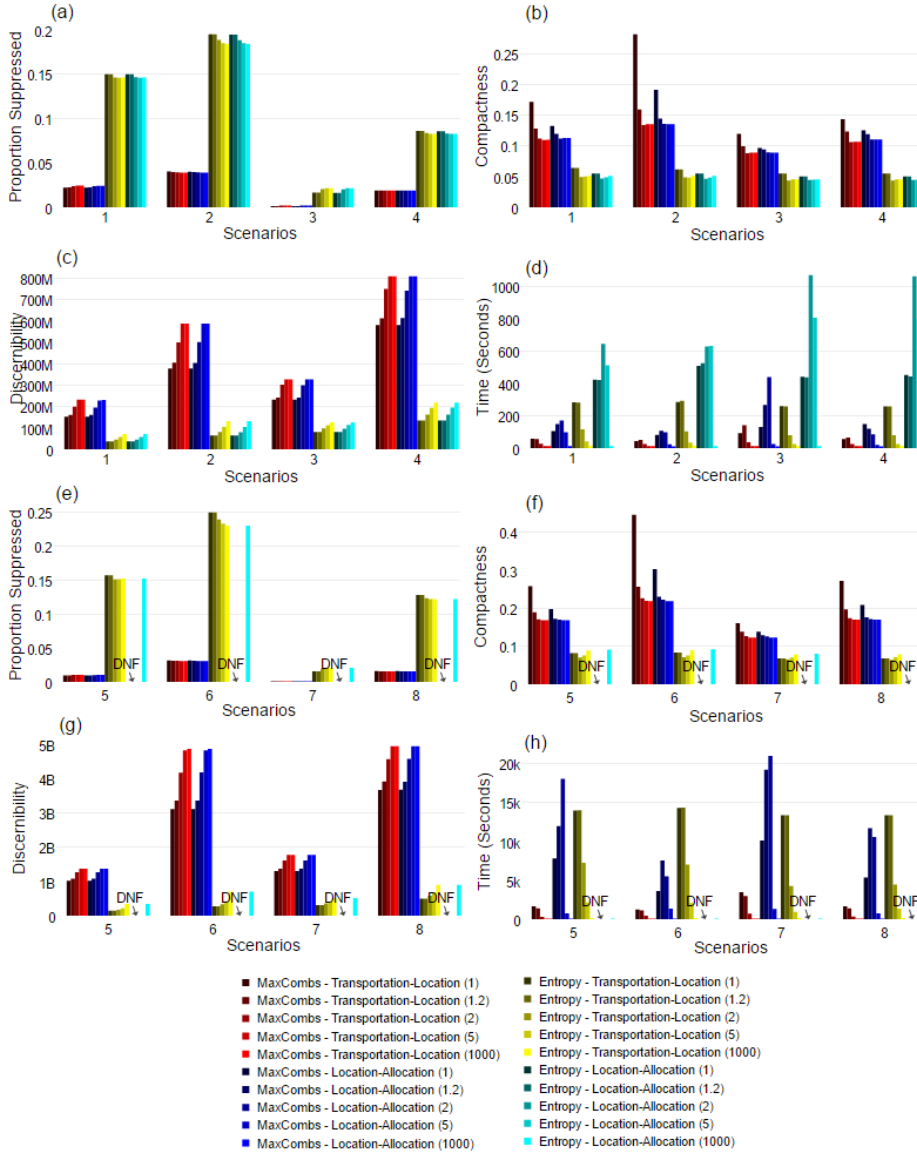 (a)
Proportion Suppressed
0.2
0.15
0.1
0.05
0
1 2 3 4
Scenarios
(b)
Compactness
0.25
0.2
0.15
0.1
0.05
0
1 2 3 4
Scenarios
(c)
Discernibility
800M
700M
600M
500M
400M
300M
200M
100M
0
1 2 3 4
Scenarios
(d)
Time (Seconds)
1000
800
600
400
200
0
1 2 3 4
Scenarios
(e)
Proportion Suppressed
0.25
0.2
0.15
0.1
0.05
0
DNF DNF DNF DNF
5 6 7 8
Scenarios
(f)
Compactness
0.4
0.3
0.2
0.1
0
DNF DNF DNF DNF
5 6 7 8
Scenarios
(g)
Discernibility
5B
4B
3B
2B
1B
0
DNF DNF DNF DNF
5 6 7 8
Scenarios
(h)
Time (Seconds)
20k
15k
10k
5k
0
DNF DNF DNF DNF
5 6 7 8
Scenarios
MaxCombs - Transportation-Location (1)
MaxCombs - Transportation-Location (1.2)
MaxCombs - Transportation-Location (2)
MaxCombs - Transportation-Location (5)
MaxCombs - Transportation-Location (1000)
MaxCombs - Location-Allocation (1)
MaxCombs - Location-Allocation (1.2)
MaxCombs - Location-Allocation (2)
MaxCombs - Location-Allocation (5)
MaxCombs - Location-Allocation (1000)
Entropy - Transportation-Location (1)
Entropy - Transportation-Location (1.2)
Entropy - Transportation-Location (2)
Entropy - Transportation-Location (5)
Entropy - Transportation-Location (1000)
Entropy - Location-Allocation (1)
Entropy - Location-Allocation (1.2)
Entropy - Location-Allocation (2)
Entropy - Location-Allocation (5)
Entropy - Location-Allocation (1000)